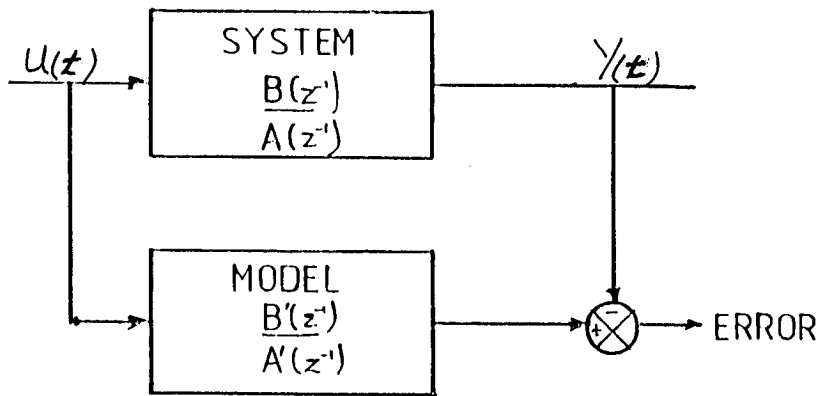 SYSTEM
U(t)
B(z⁻¹)
A(z⁻¹)
Y(t)
MODEL
B'(z⁻¹)
A'(z⁻¹)
−
+
ERROR